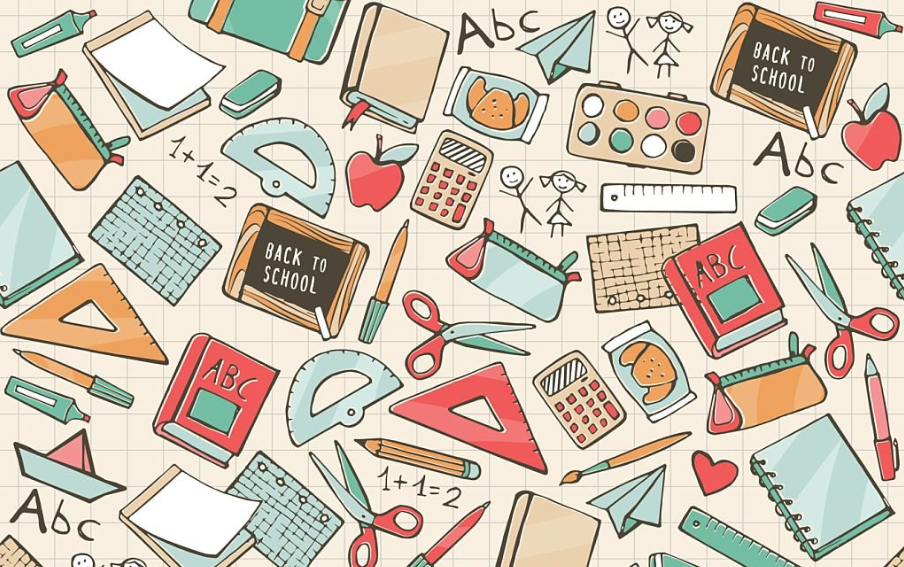 Abc
BACK TO
SCHOOL
1+1=2
Abc
BACK TO
SCHOOL
ABC
ABC
1+1=2
Abc